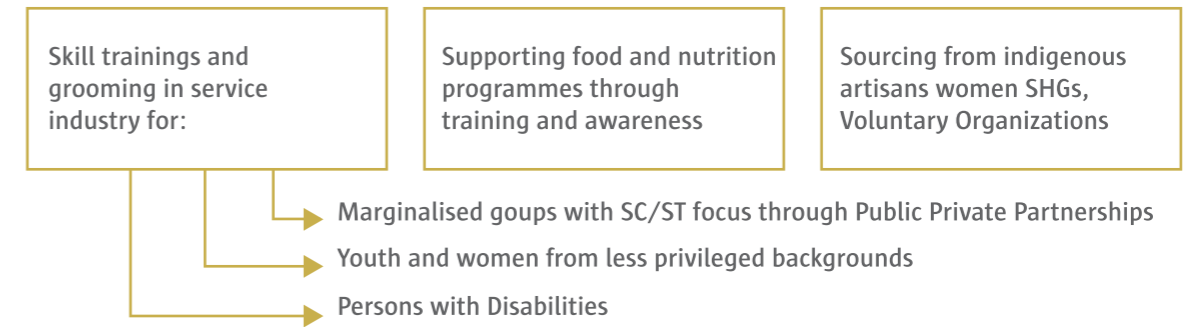 Skill trainings and
grooming in service
industry for:
Supporting food and nutrition
programmes through
training and awareness
Sourcing from indigenous
artisans women SHGs,
Voluntary Organizations
Marginalised goups with SC/ST focus through Public Private Partnerships
Youth and women from less privileged backgrounds
Persons with Disabilities